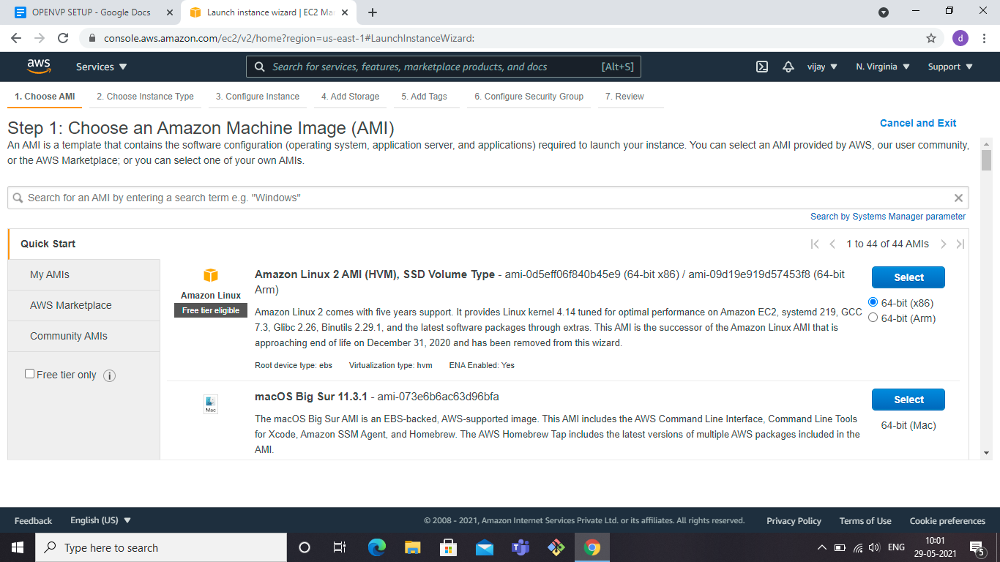 OPENVP SETUP - Google Docs
Launch instance wizard | EC2 Ma
console.aws.amazon.com/ec2/v2/home?region=us-east-1#LaunchInstanceWizard:
d
aws
Services
Search for services, features, marketplace products, and docs
[Alt+S]
vijay
N. Virginia
Support
1. Choose AMI
2. Choose Instance Type
3. Configure Instance
4. Add Storage
5. Add Tags
6. Configure Security Group
7. Review
Step 1: Choose an Amazon Machine Image (AMI)
Cancel and Exit
An AMI is a template that contains the software configuration (operating system, application server, and applications) required to launch your instance. You can select an AMI provided by AWS, our user community,
or the AWS Marketplace; or you can select one of your own AMIs.
Search for an AMI by entering a search term e.g. "Windows"
Search by Systems Manager parameter
Quick Start
1 to 44 of 44 AMIs
My AMIs
AWS Marketplace
Community AMIs
Free tier only
Amazon Linux
Free tier eligible
Amazon Linux 2 AMI (HVM), SSD Volume Type - ami-0d5eff06f840b45e9 (64-bit x86) / ami-09d19e919d57453f8 (64-bit
Arm)
Amazon Linux 2 comes with five years support. It provides Linux kernel 4.14 tuned for optimal performance on Amazon EC2, systemd 219, GCC
7.3, Glibc 2.26, Binutils 2.29.1, and the latest software packages through extras. This AMI is the successor of the Amazon Linux AMI that is
approaching end of life on December 31, 2020 and has been removed from this wizard.
Root device type: ebs
Virtualization type: hvm
ENA Enabled: Yes
Select
64-bit (x86)
64-bit (Arm)
Mac
macOS Big Sur 11.3.1 - ami-073e6b6ac63d96bfa
The macOS Big Sur AMI is an EBS-backed, AWS-supported image. This AMI includes the AWS Command Line Interface, Command Line Tools
for Xcode, Amazon SSM Agent, and Homebrew. The AWS Homebrew Tap includes the latest versions of multiple AWS packages included in the
AMI.
Select
64-bit (Mac)
Feedback
English (US)
© 2008 - 2021, Amazon Internet Services Private Ltd. or its affiliates. All rights reserved.
Privacy Policy
Terms of Use
Cookie preferences
Type here to search
ENG
10:01
29-05-2021
5